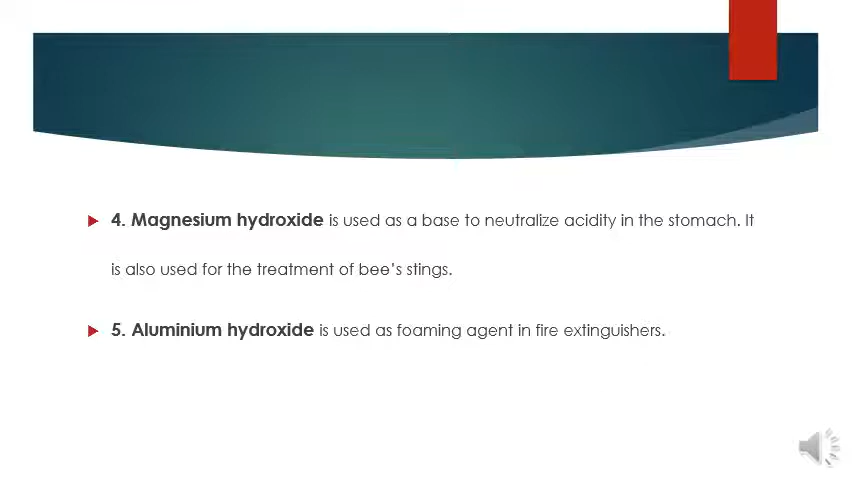 4. Magnesium hydroxide is used as a base to neutralize acidity in the stomach. It
is also used for the treatment of bee's stings.
5. Aluminium hydroxide is used as foaming agent in fire extinguishers.